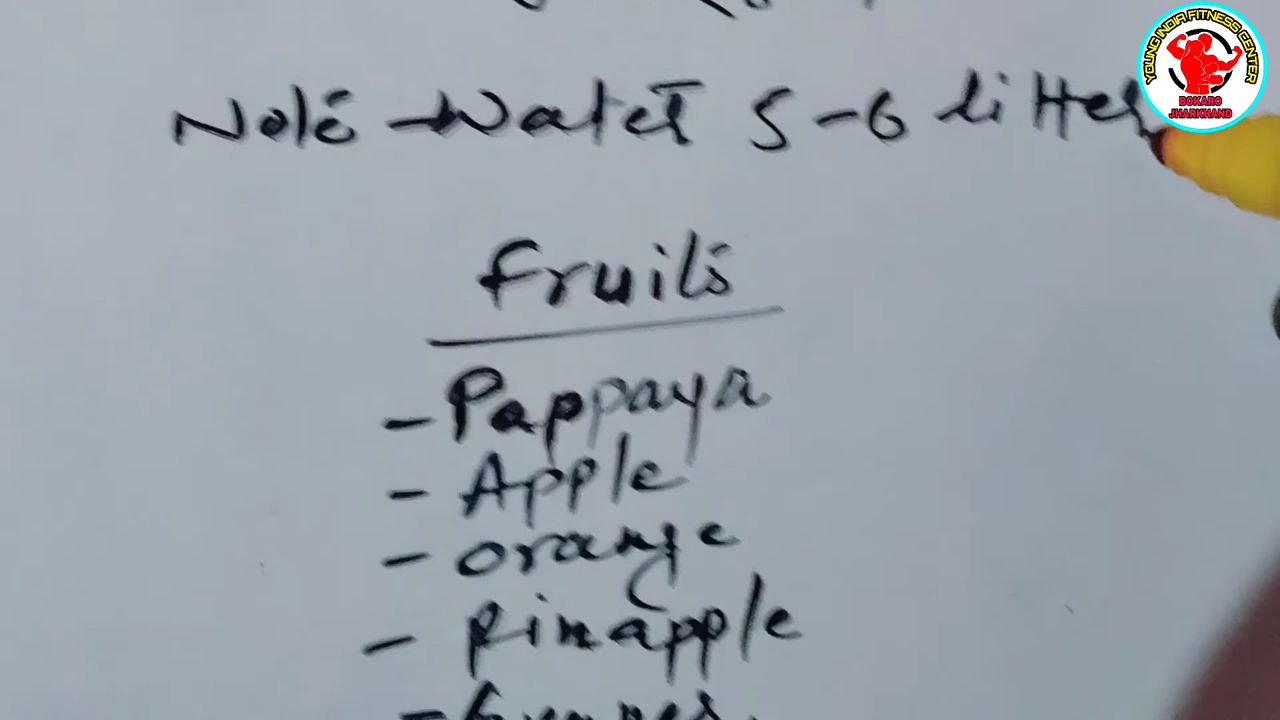 Note - Water 5-6 litter
Fruits
- Pappaya
- Apple
- Orange
- Pinapple
YOUNG INDIA FITNESS CENTER
BOKARO
JHARKHAND